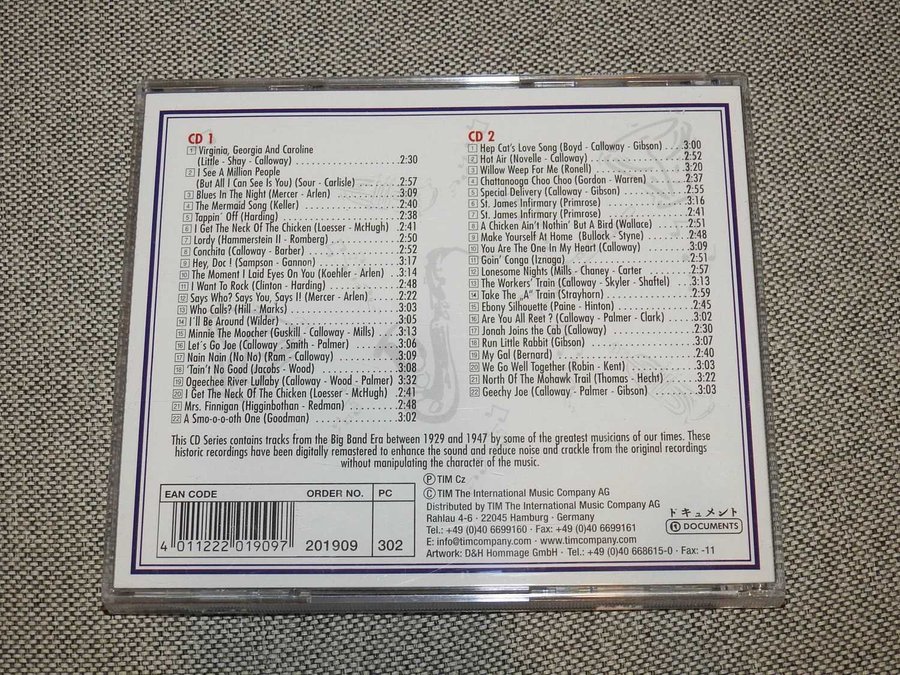 CD 1
1 Virginia, Georgia And Caroline
(Little - Shay - Calloway) ..........2:30
2 I See A Million People
(But All I Can See Is You) (Sour - Carlisle) ....2:57
3 Blues In The Night (Mercer - Arlen) ....3:09
4 The Mermaid Song (Keller) ....2:40
5 Tappin' Off (Harding) ....2:38
6 I Get The Neck Of The Chicken (Loesser - McHugh) ..2:41
7 Lordy (Hammerstein II - Romberg) ....2:50
8 Conchita (Calloway - Barber) ....2:52
9 Hey, Doc ! (Sampson - Gannon) ....3:17
10 The Moment I Laid Eyes On You (Koehler - Arlen) ..3:14
11 I Want To Rock (Clinton - Harding) ....2:48
12 Says Who? Says You, Says I! (Mercer - Arlen) ....2:22
13 Who Calls? (Hill - Marks) ....3:03
14 I'll Be Around (Wilder) ....3:05
15 Minnie The Moocher (Guskill - Calloway - Mills) ....3:13
16 Let´s Go Joe (Calloway . Smith - Palmer) ....3:06
17 Nain Nain (No No) (Ram - Calloway) ....3:09
18 'Tain't No Good (Jacobs - Wood) ....3:08
19 Ogeechee River Lullaby (Calloway - Wood - Palmer) 3:32
20 I Get The Neck Of The Chicken (Loesser - McHugh) ..2:41
21 Mrs. Finnigan (Higginbothan - Redman) ....2:48
22 A Smo-o-o-oth One (Goodman) ....3:02
CD 2
1 Hep Cat's Love Song (Boyd - Calloway - Gibson) ....3:00
2 Hot Air (Novelle - Calloway) ....2:52
3 Willow Weep For Me (Ronell) ....3:20
4 Chattanooga Choo Choo (Gordon - Warren) ....2:37
5 Special Delivery (Calloway - Gibson) ....2:55
6 St. James Infirmary (Primrose) ....3:16
7 St. James Infirmary (Primrose) ....2:41
8 A Chicken Ain't Nothin' But A Bird (Wallace) ....2:51
9 Make Yourself At Home (Bullock - Styne) ....2:48
10 You Are The One In My Heart (Calloway) ....3:09
11 Goin' Conga (Iznaga) ....2:51
12 Lonesome Nights (Mills - Chaney - Carter ....2:57
13 The Workers' Train (Calloway - Skyler - Shaftel) ....3:13
14 Take The „A" Train (Strayhorn) ....2:59
15 Ebony Silhouette (Paine - Hinton) ....2:45
16 Are You All Reet ? (Calloway - Palmer - Clark) ....3:02
17 Jonah Joins the Cab (Calloway) ....2:30
18 Run Little Rabbit (Gibson) ....3:07
19 My Gal (Bernard) ....2:40
20 We Go Well Together (Robin - Kent) ....3:03
21 North Of The Mohawk Trail (Thomas - Hecht) ....3:22
22 Geechy Joe (Calloway - Palmer - Gibson) ....3:03
This CD Series contains tracks from the Big Band Era between 1929 and 1947 by some of the greatest musicians of our times. These
historic recordings have been digitally remastered to enhance the sound and reduce noise and crackle from the original recordings
without manipulating the character of the music.
EAN CODE ORDER NO. PC
4 011222 019097 201909 302
Ⓟ TIM Cz
© TIM The International Music Company AG
Distributed by TIM The International Music Company AG
Rahlau 4-6 · 22045 Hamburg · Germany
Tel.: +49 (0)40 6699160 · Fax: +49 (0)40 6699161
E: info@timcompany.com · www.timcompany.com
Artwork: D&H Hommage GmbH · Tel.: +49 (0)40 668615-0 · Fax: -11
ドキュメント
DOCUMENTS